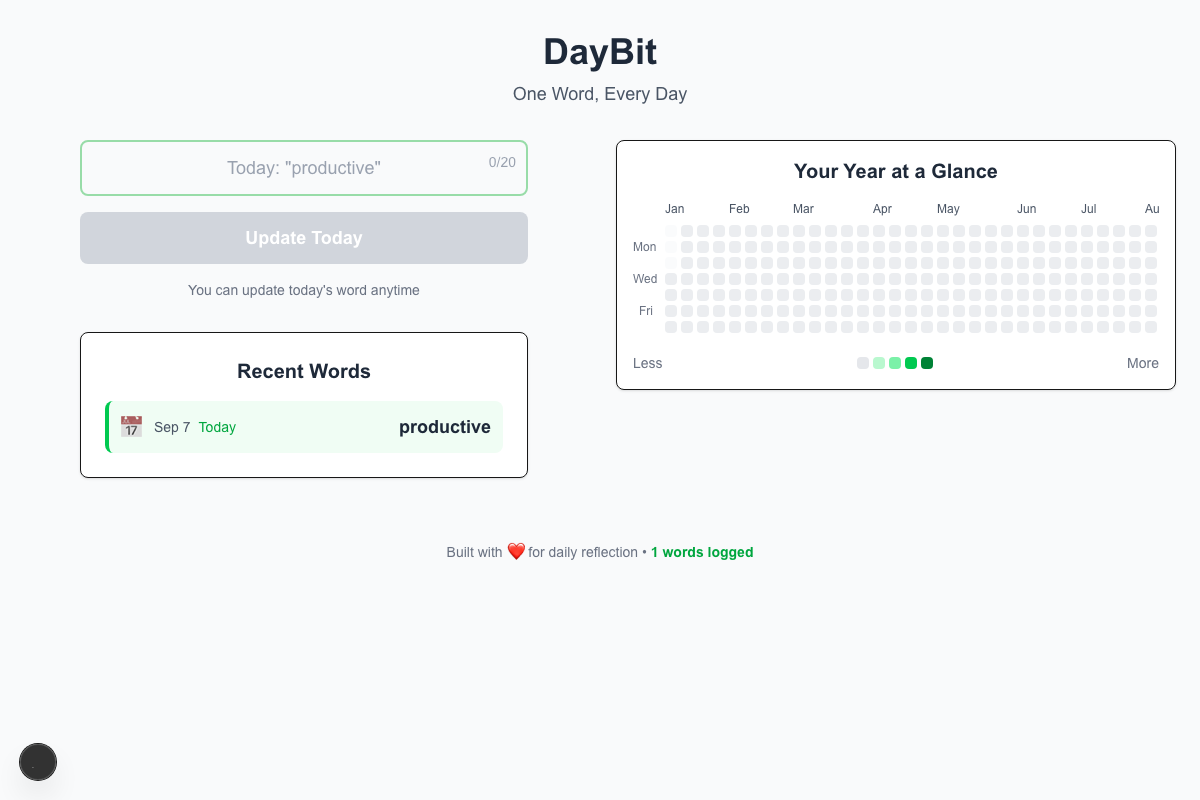 DayBit
One Word, Every Day
Today: "productive"
0/20
Update Today
You can update today's word anytime
Recent Words
17
Sep 7 Today
productive
Your Year at a Glance
Jan Feb Mar Apr May Jun Jul Au
Mon
Wed
Fri
Less
More
Built with ❤️ for daily reflection • 1 words logged